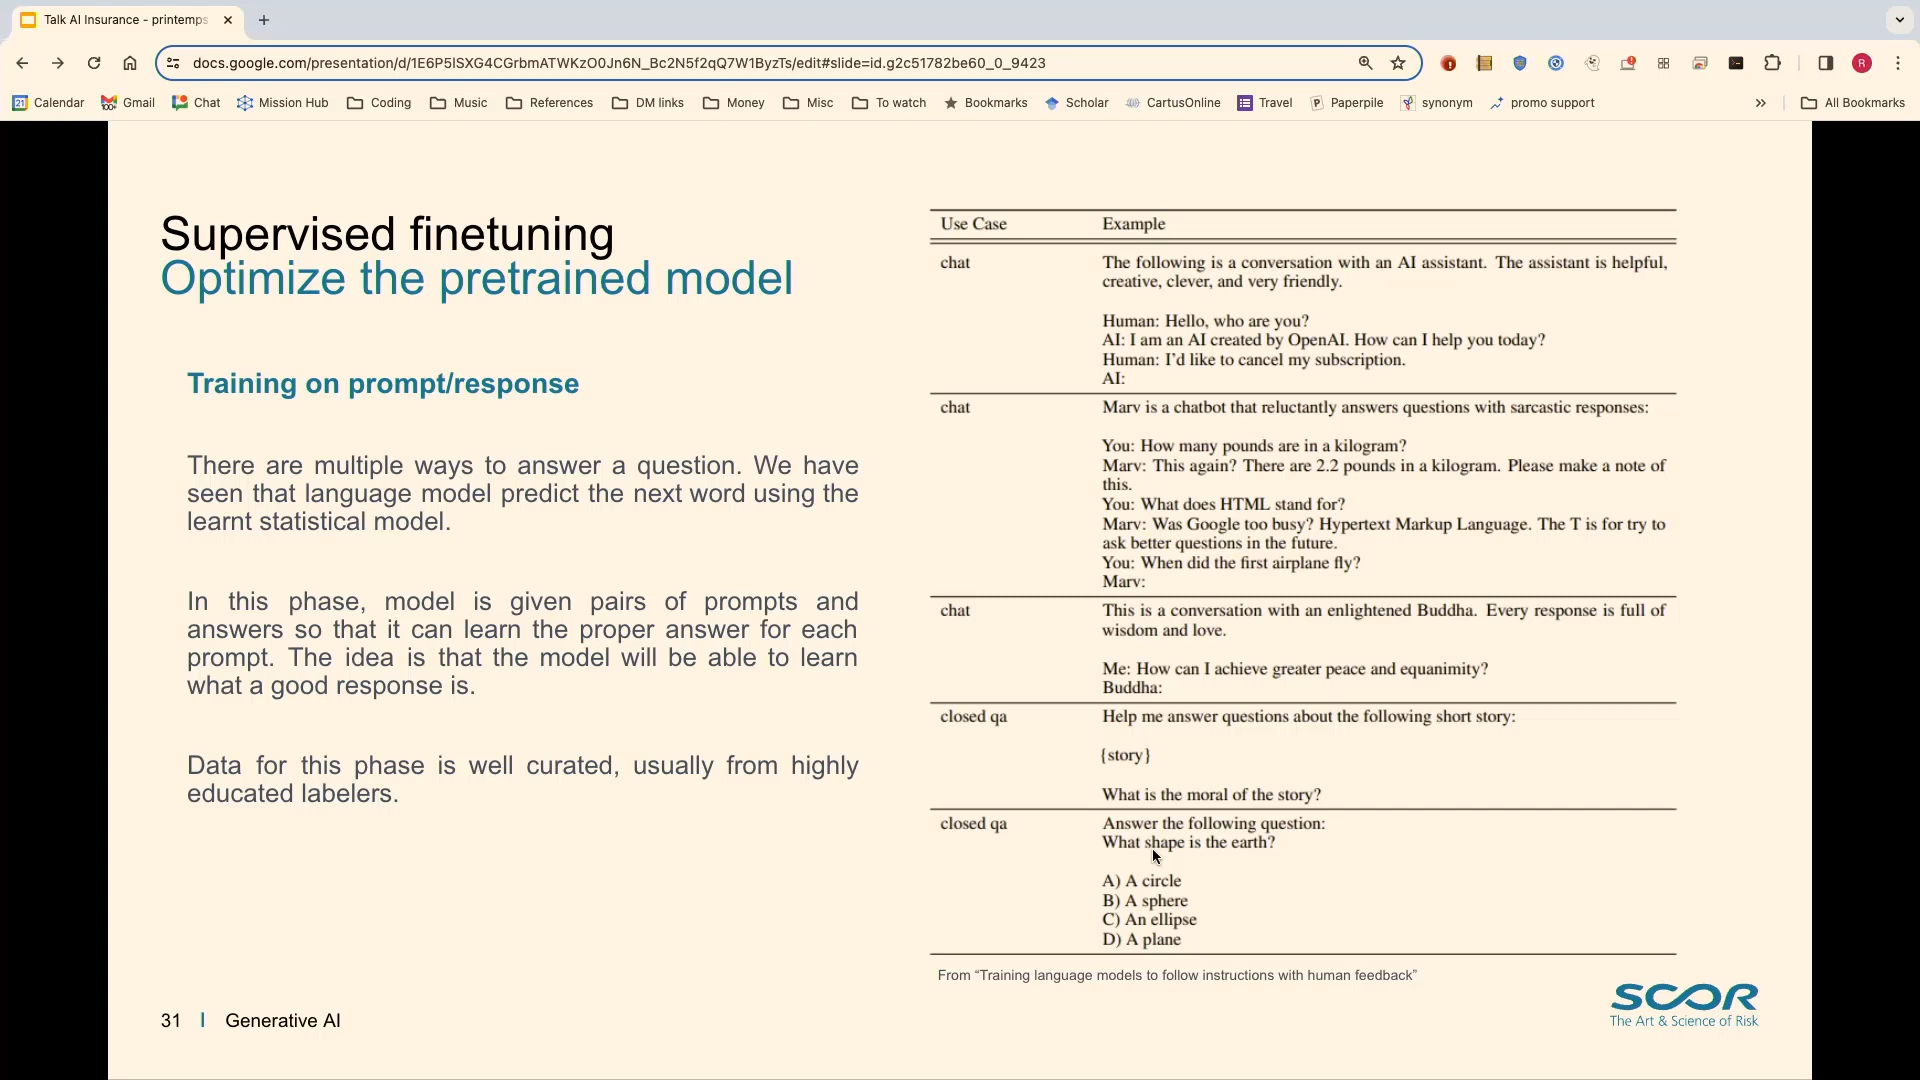 Talk AI Insurance - printemps
docs.google.com/presentation/d/1E6P5lSXG4CGrbmATWKzO0Jn6N_Bc2N5f2qQ7W1ByzTs/edit#slide=id.g2c51782be60_0_9423
Calendar Gmail Chat Mission Hub Coding Music References DM links Money Misc To watch Bookmarks Scholar CartusOnline Travel Paperpile synonym promo support » All Bookmarks
Supervised finetuning
Optimize the pretrained model
Training on prompt/response
There are multiple ways to answer a question. We have
seen that language model predict the next word using the
learnt statistical model.
In this phase, model is given pairs of prompts and
answers so that it can learn the proper answer for each
prompt. The idea is that the model will be able to learn
what a good response is.
Data for this phase is well curated, usually from highly
educated labelers.
Use Case Example
chat The following is a conversation with an AI assistant. The assistant is helpful,
creative, clever, and very friendly.
Human: Hello, who are you?
AI: I am an AI created by OpenAI. How can I help you today?
Human: I'd like to cancel my subscription.
AI:
chat Marv is a chatbot that reluctantly answers questions with sarcastic responses:
You: How many pounds are in a kilogram?
Marv: This again? There are 2.2 pounds in a kilogram. Please make a note of
this.
You: What does HTML stand for?
Marv: Was Google too busy? Hypertext Markup Language. The T is for try to
ask better questions in the future.
You: When did the first airplane fly?
Marv:
chat This is a conversation with an enlightened Buddha. Every response is full of
wisdom and love.
Me: How can I achieve greater peace and equanimity?
Buddha:
closed qa Help me answer questions about the following short story:
{story}
What is the moral of the story?
closed qa Answer the following question:
What shape is the earth?
A) A circle
B) A sphere
C) An ellipse
D) A plane
From “Training language models to follow instructions with human feedback”
31 Generative AI
SCOR
The Art & Science of Risk